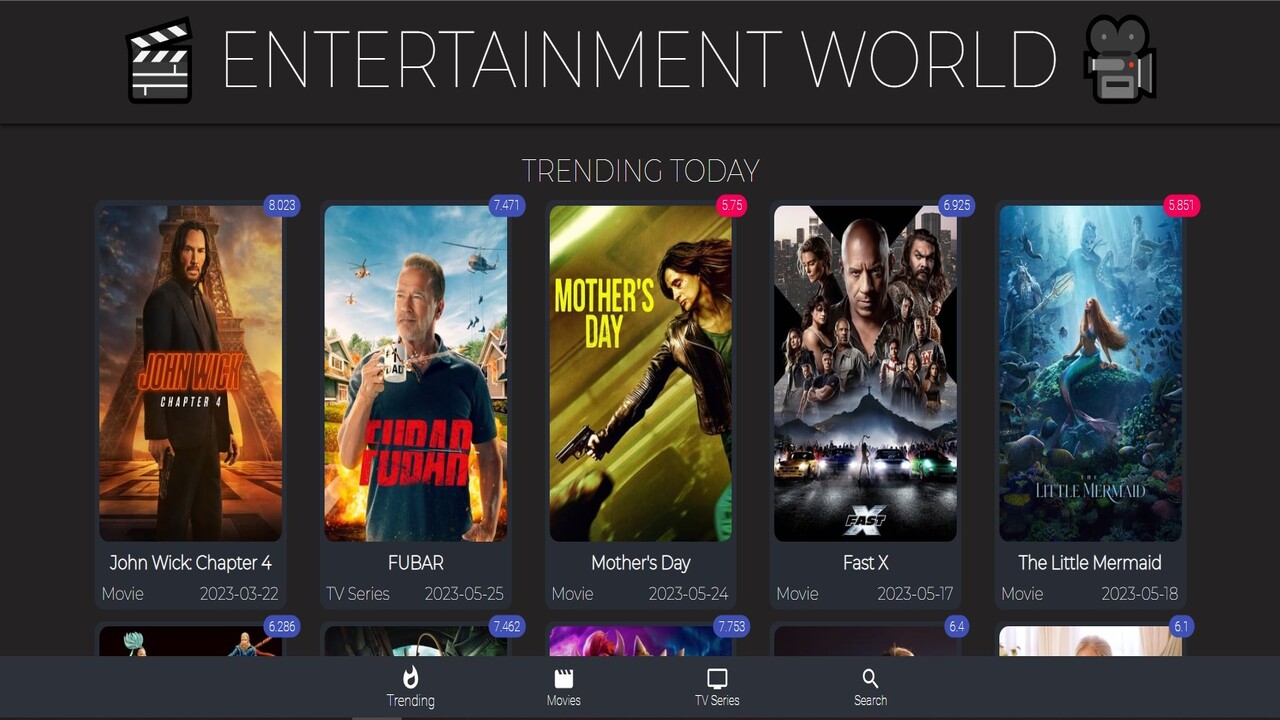 ENTERTAINMENT WORLD
TRENDING TODAY
8.023
7.471
5.75
6.925
5.851
JOHN WICK
CHAPTER 4
#1
DAD
FUBAR
FUBAR
MOTHER'S
DAY
FAST X
THE
LITTLE MERMAID
John Wick: Chapter 4
Movie 2023-03-22
FUBAR
TV Series 2023-05-25
Mother's Day
Movie 2023-05-24
Fast X
Movie 2023-05-17
The Little Mermaid
Movie 2023-05-18
6.286
7.462
7.753
6.4
6.1
Trending
Movies
TV Series
Search